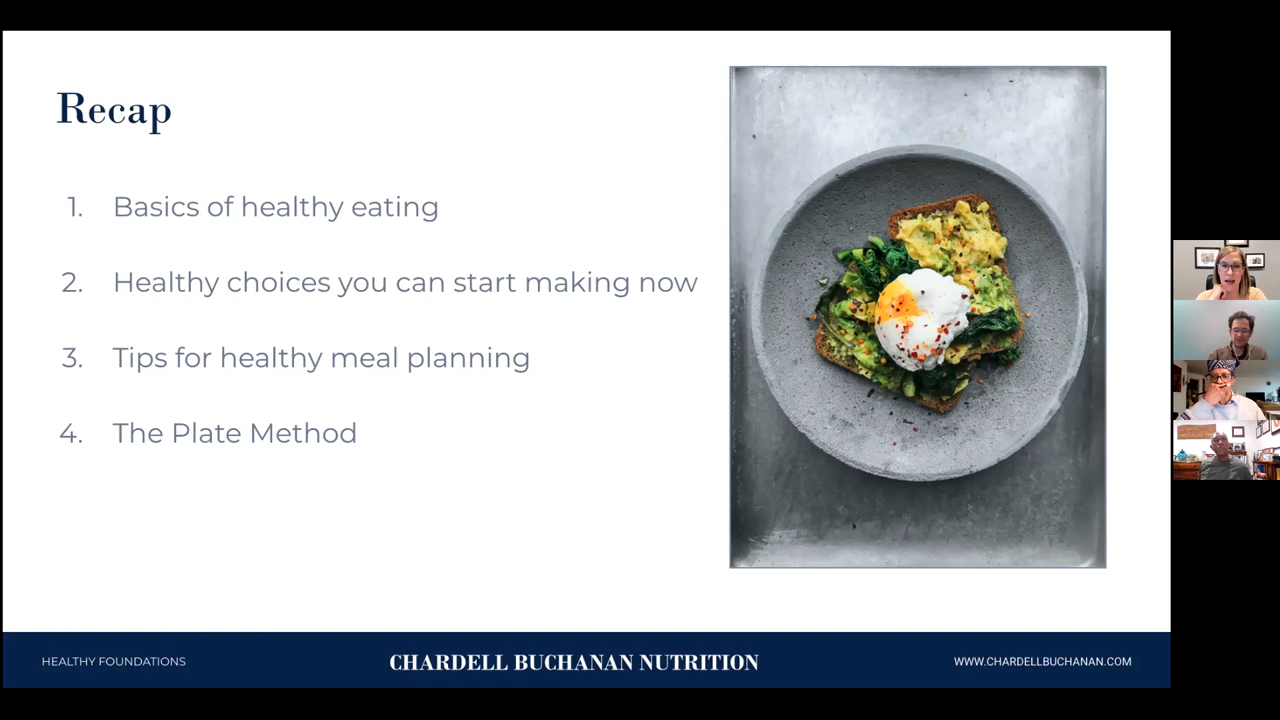 Recap
1. Basics of healthy eating
2. Healthy choices you can start making now
3. Tips for healthy meal planning
4. The Plate Method
HEALTHY FOUNDATIONS
CHARDELL BUCHANAN NUTRITION
WWW.CHARDELLBUCHANAN.COM